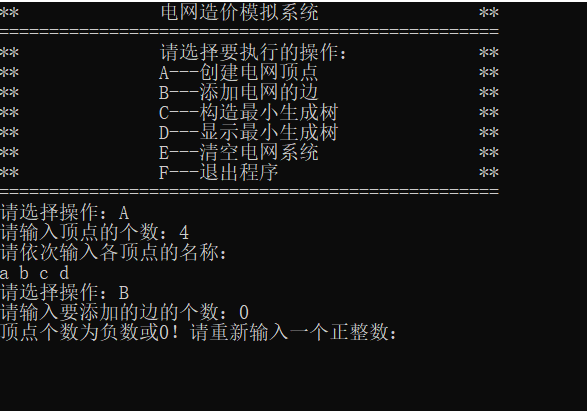 **              电网造价模拟系统                **
==================================================
**              请选择要执行的操作:             **
**              A---创建电网顶点                **
**              B---添加电网的边                **
**              C---构造最小生成树              **
**              D---显示最小生成树              **
**              E---清空电网系统                **
**              F---退出程序                    **
==================================================
请选择操作: A
请输入顶点的个数: 4
请依次输入各顶点的名称:
a b c d
请选择操作: B
请输入要添加的边的个数: 0
顶点个数为负数或0! 请重新输入一个正整数: